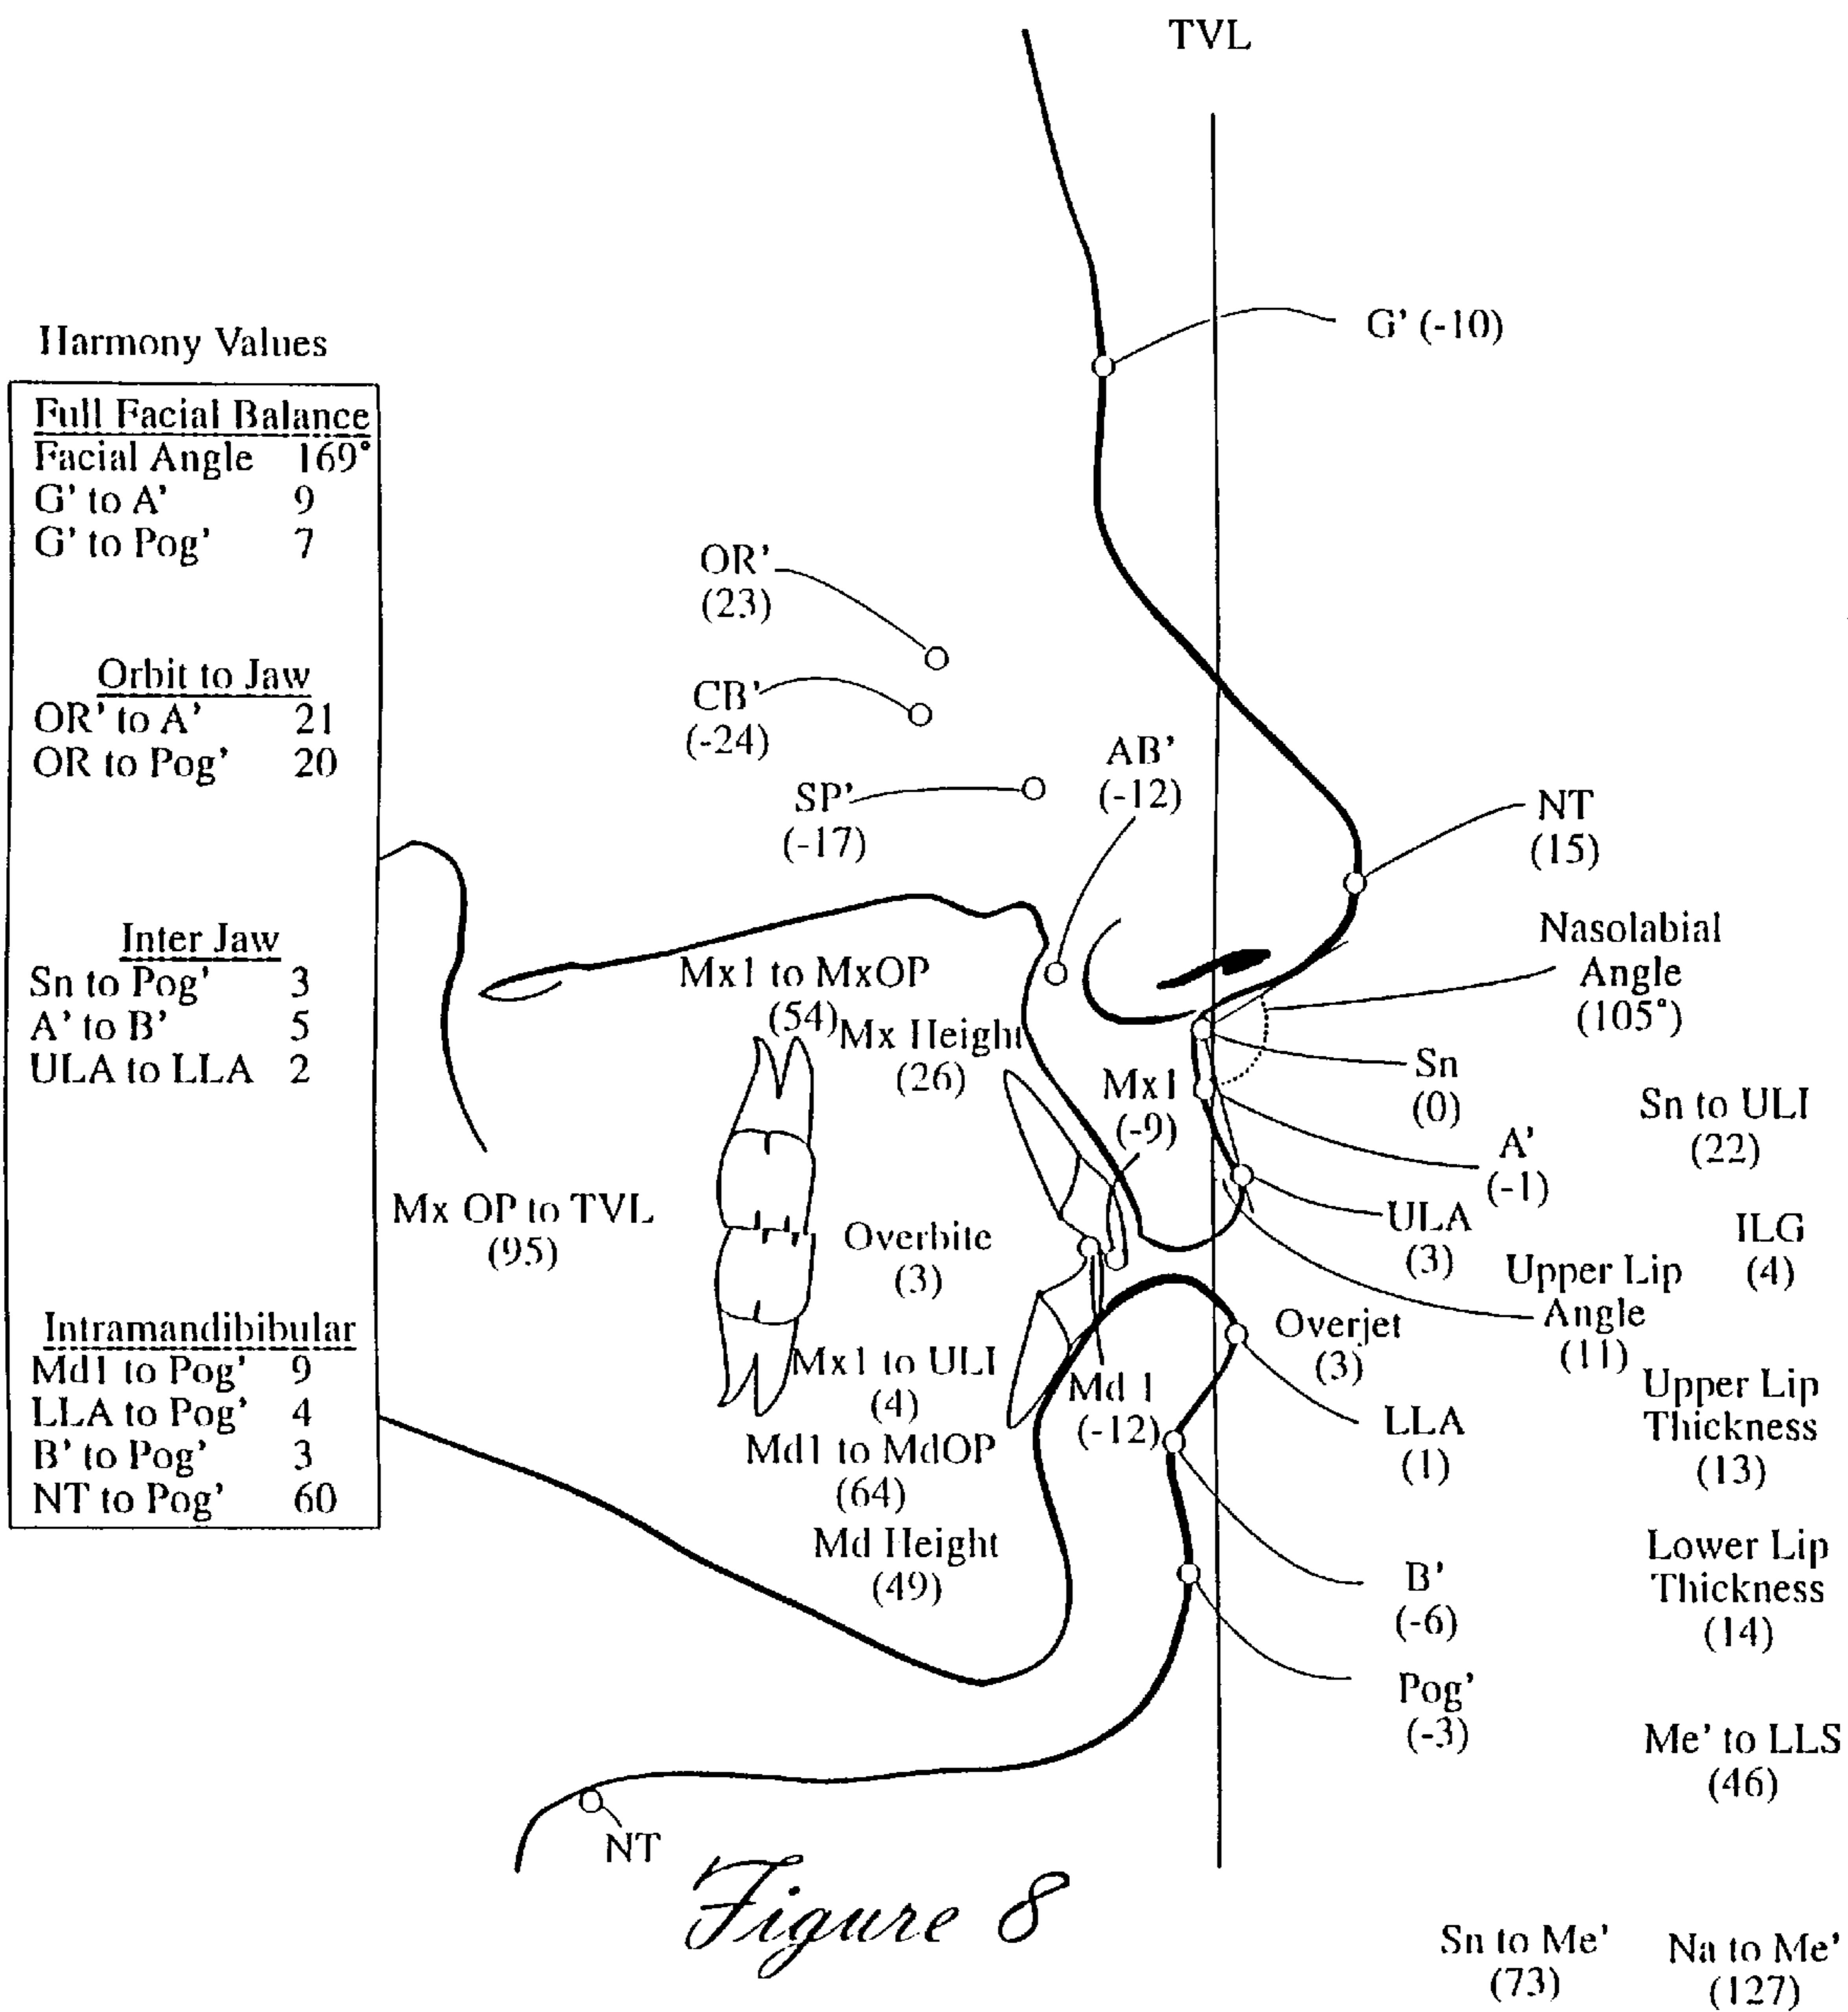 TVL
G' (-10)
Harmony Values
Full Facial Balance
Facial Angle 169°
G' to A' 9
G' to Pog' 7
Orbit to Jaw
OR' to A' 21
OR to Pog' 20
Inter Jaw
Sn to Pog' 3
A' to B' 5
ULA to LLA 2
Intramandibibular
Md1 to Pog' 9
LLA to Pog' 4
B' to Pog' 3
NT to Pog' 60
OR'
(23)
CB'
(-24)
SP'
(-17)
AB'
(-12)
NT
(15)
Nasolabial
Angle
(105°)
Mx1 to MxOP
(54)
Mx Height
(26)
Mx1
(-9)
Sn
(0)
Sn to ULI
(22)
A'
(-1)
Mx OP to TVL
(95)
Overbite
(3)
ULA
(3)
ILG
(4)
Upper Lip
Angle
(11)
Overjet
(3)
Mx1 to ULI
(4)
Md 1
(-12)
LLA
(1)
Upper Lip
Thickness
(13)
Md1 to MdOP
(64)
Md Height
(49)
B'
(-6)
Lower Lip
Thickness
(14)
Pog'
(-3)
Me' to LLS
(46)
NT
Figure 8
Sn to Me'
(73)
Na to Me'
(127)